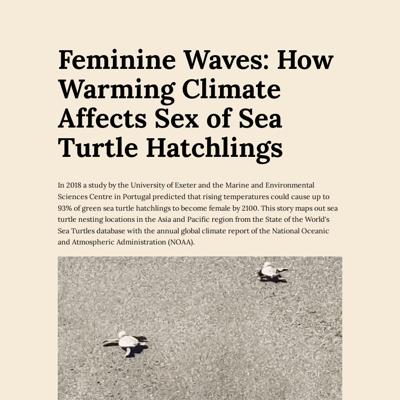 Feminine Waves: How
Warming Climate
Affects Sex of Sea
Turtle Hatchlings
In 2018 a study by the University of Exeter and the Marine and Environmental
Sciences Centre in Portugal predicted that rising temperatures could cause up to
93% of green sea turtle hatchlings to become female by 2100. This story maps out sea
turtle nesting locations in the Asia and Pacific region from the State of the World's
Sea Turtles database with the annual global climate report of the National Oceanic
and Atmospheric Administration (NOAA).